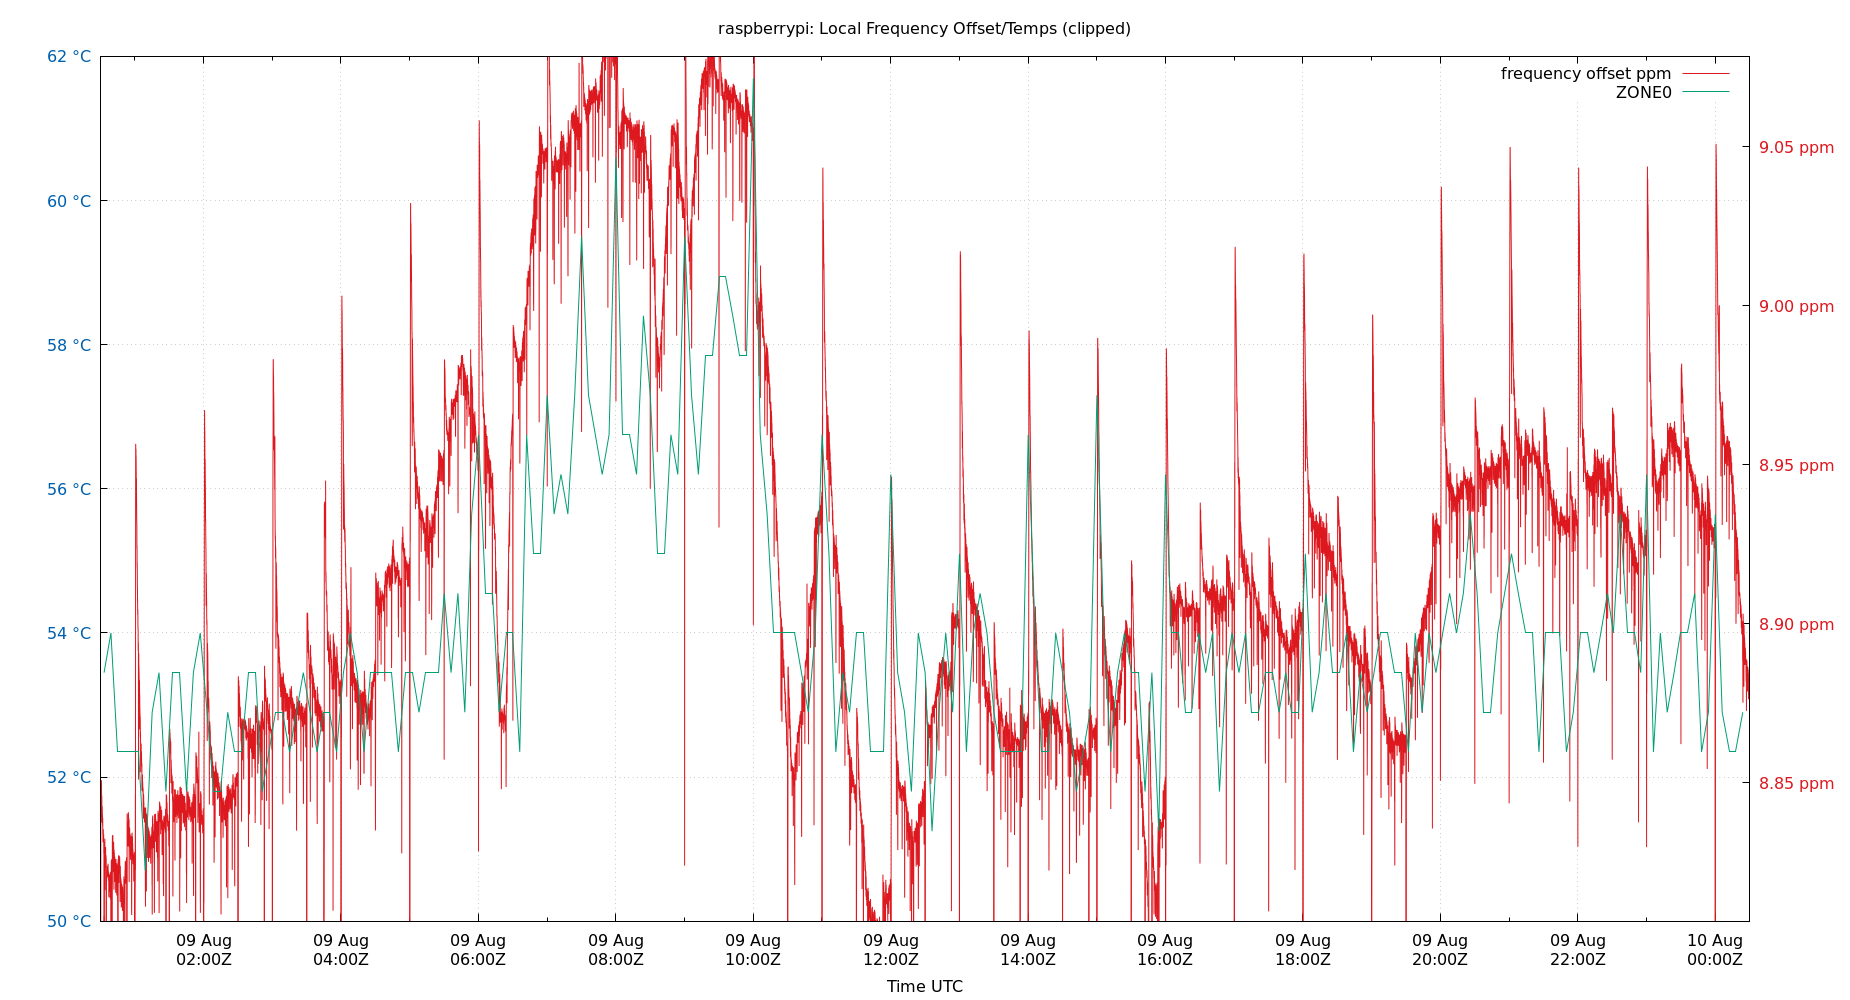 raspberrypi: Local Frequency Offset/Temps (clipped)
62 °C
60 °C
58 °C
56 °C
54 °C
52 °C
50 °C
frequency offset ppm
ZONE0
9.05 ppm
9.00 ppm
8.95 ppm
8.90 ppm
8.85 ppm
09 Aug 09 Aug 09 Aug 09 Aug 09 Aug 09 Aug 09 Aug 09 Aug 09 Aug 09 Aug 09 Aug 10 Aug
02:00Z 04:00Z 06:00Z 08:00Z 10:00Z 12:00Z 14:00Z 16:00Z 18:00Z 20:00Z 22:00Z 00:00Z
Time UTC